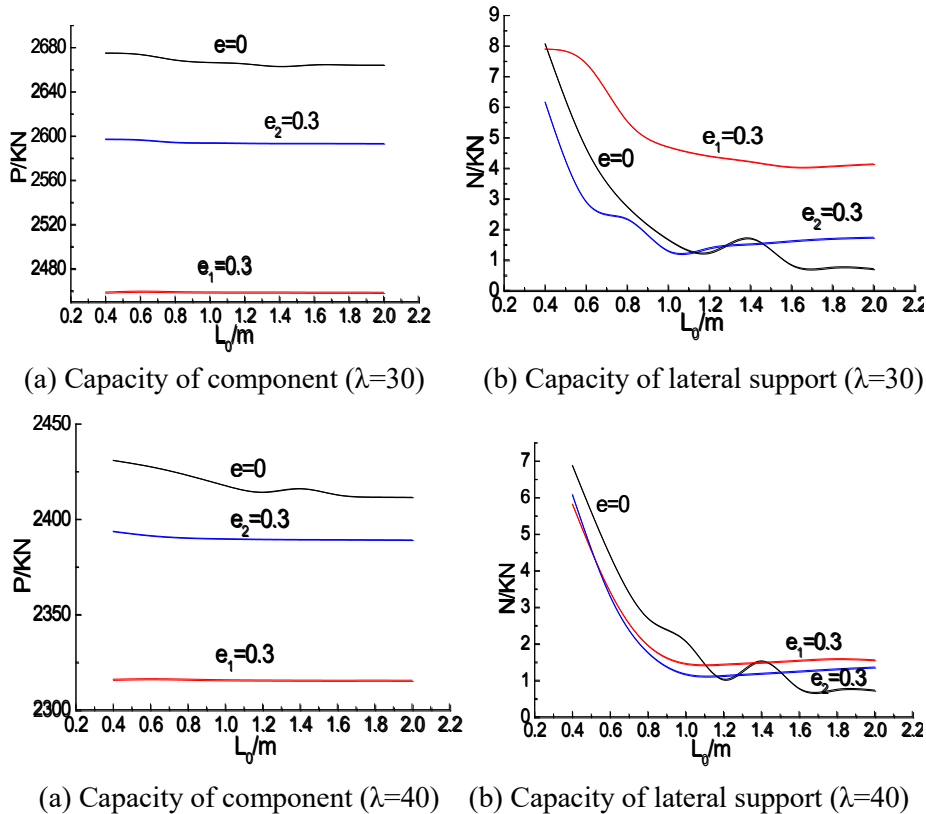 2680
2640
2600
2560
2520
2480
P/KN
e=0
e₂=0.3
e₁=0.3
0.2 0.4 0.6 0.8 1.0 1.2 1.4 1.6 1.8 2.0 2.2
L₀/m
9
8
7
6
5
4
3
2
1
0
N/KN
e₁=0.3
e=0
e₂=0.3
0.2 0.4 0.6 0.8 1.0 1.2 1.4 1.6 1.8 2.0 2.2
L₀/m
(a) Capacity of component (λ=30)
(b) Capacity of lateral support (λ=30)
2450
2400
2350
2300
P/KN
e=0
e₂=0.3
e₁=0.3
0.2 0.4 0.6 0.8 1.0 1.2 1.4 1.6 1.8 2.0 2.2
L₀/m
7
6
5
4
3
2
1
0
N/KN
e=0
e₁=0.3
e₂=0.3
0.2 0.4 0.6 0.8 1.0 1.2 1.4 1.6 1.8 2.0 2.2
L₀/m
(a) Capacity of component (λ=40)
(b) Capacity of lateral support (λ=40)